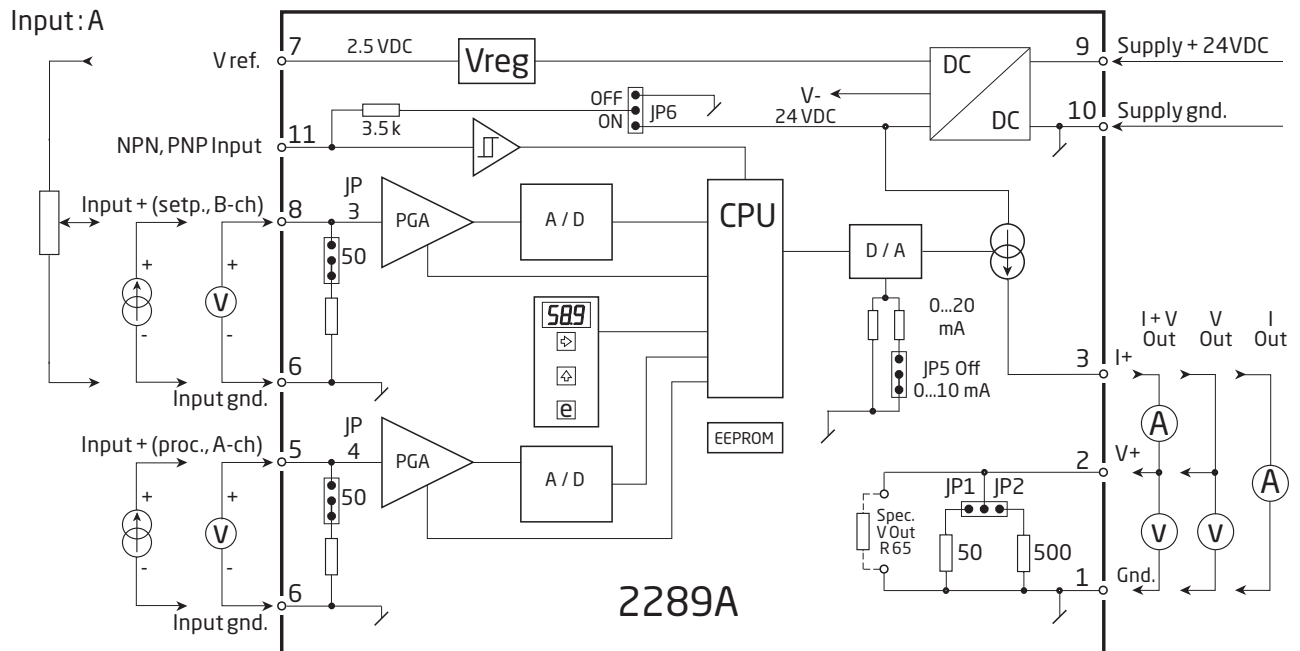 Input: A
V ref.
7
2.5 VDC
Vreg
DC
DC
9
Supply + 24VDC
V-
24 VDC
10
Supply gnd.
OFF
ON
JP6
3.5 k
11
NPN, PNP Input
Input + (setp., B-ch)
8
JP
3
PGA
A / D
CPU
50
+
+
V
-
-
D / A
58.9
e
0...20
mA
JP5 Off
0...10 mA
I + V
Out
V
Out
I
Out
3
I+
6
Input gnd.
Input + (proc., A-ch)
5
JP
4
PGA
A / D
EEPROM
A
2
V+
50
+
+
V
-
-
JP1
JP2
Spec.
V Out
R 65
50
500
A
V
V
1
Gnd.
6
Input gnd.
2289A